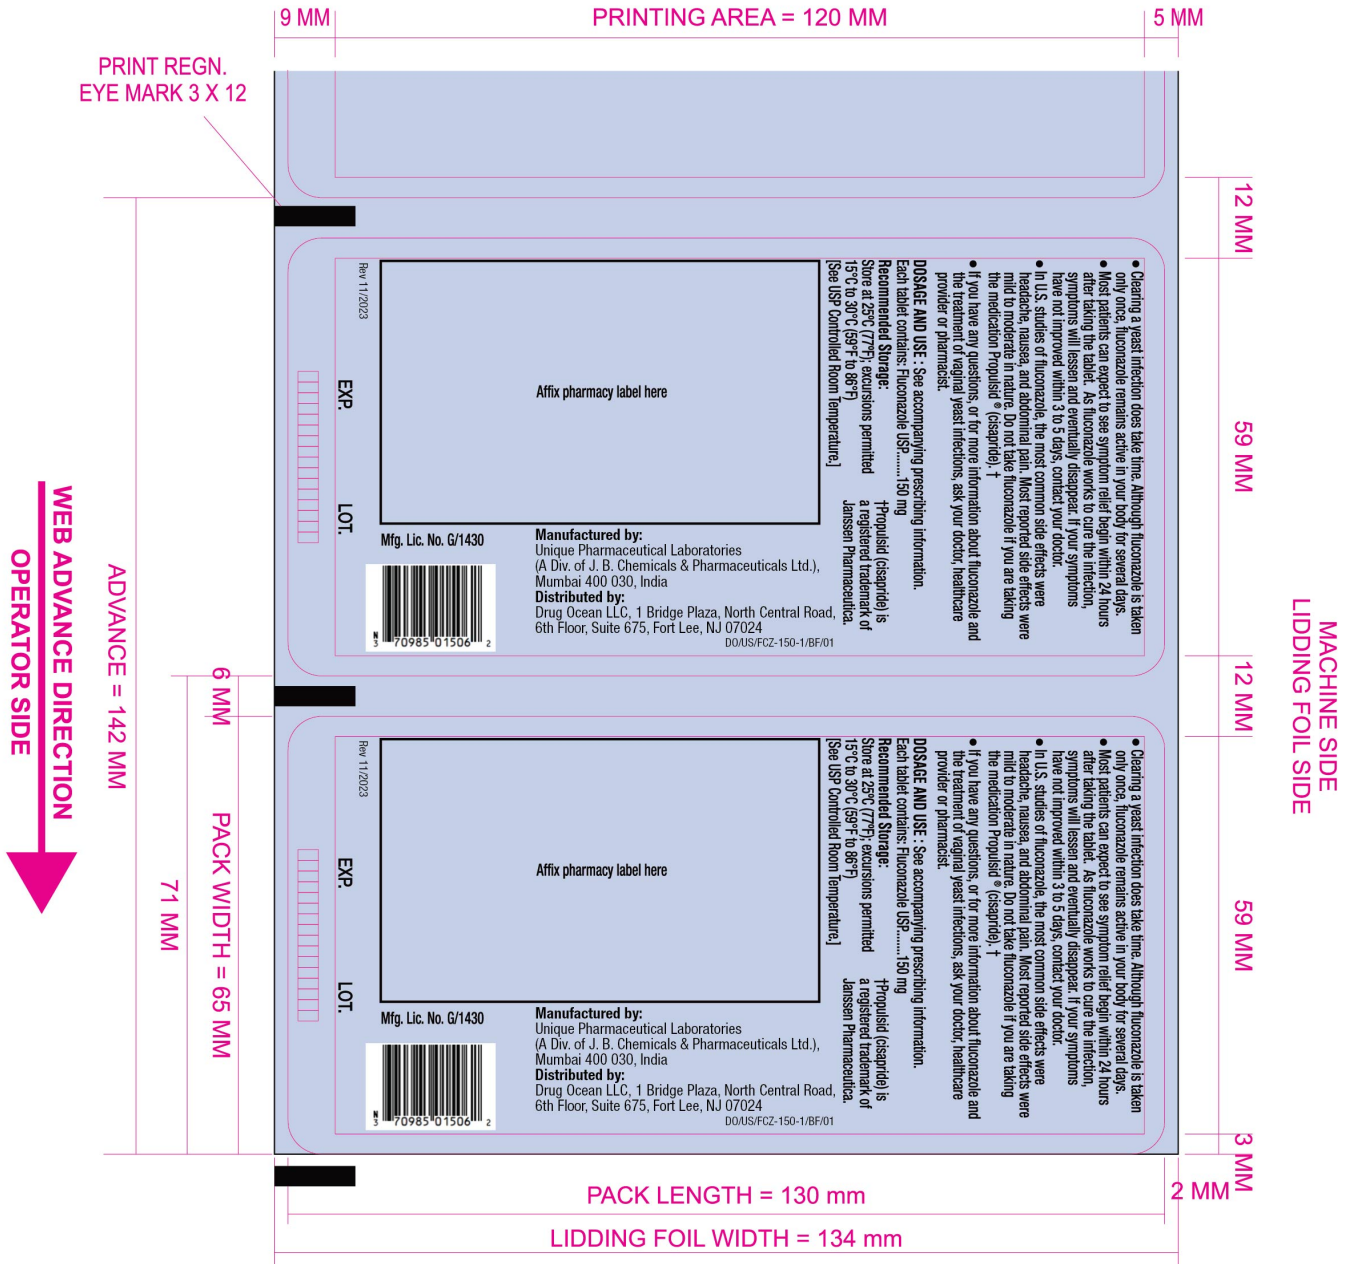 9 MM
PRINTING AREA = 120 MM
5 MM
PRINT REGN.
EYE MARK 3 X 12
12 MM
59 MM
12 MM
59 MM
3 MM
2 MM
MACHINE SIDE
LIDDING FOIL SIDE
• Clearing a yeast infection does take time. Although fluconazole is taken
only once, fluconazole remains active in your body for several days.
• Most patients can expect to see symptom relief begin within 24 hours
after taking the tablet. As fluconazole works to cure the infection,
symptoms will lessen and eventually disappear. If your symptoms
have not improved within 3 to 5 days, contact your doctor.
• In U.S. studies of fluconazole, the most common side effects were
headache, nausea, and abdominal pain. Most reported side effects were
mild to moderate in nature. Do not take fluconazole if you are taking
the medication Propulsid ® (cisapride). †
• If you have any questions, or for more information about fluconazole and
the treatment of vaginal yeast infections, ask your doctor, healthcare
provider or pharmacist.
DOSAGE AND USE : See accompanying prescribing information.
Each tablet contains: Fluconazole USP.......150 mg
Recommended Storage:
Store at 25°C (77°F); excursions permitted
15°C to 30°C (59°F to 86°F)
[See USP Controlled Room Temperature.]
†Propulsid (cisapride) is
a registered trademark of
Janssen Pharmaceutica.
Affix pharmacy label here
Rev 11/2023
EXP.
LOT.
Mfg. Lic. No. G/1430
Manufactured by:
Unique Pharmaceutical Laboratories
(A Div. of J. B. Chemicals & Pharmaceuticals Ltd.),
Mumbai 400 030, India
Distributed by:
Drug Ocean LLC, 1 Bridge Plaza, North Central Road,
6th Floor, Suite 675, Fort Lee, NJ 07024
DO/US/FCZ-150-1/BF/01
N
3 70985 01506 2
• Clearing a yeast infection does take time. Although fluconazole is taken
only once, fluconazole remains active in your body for several days.
• Most patients can expect to see symptom relief begin within 24 hours
after taking the tablet. As fluconazole works to cure the infection,
symptoms will lessen and eventually disappear. If your symptoms
have not improved within 3 to 5 days, contact your doctor.
• In U.S. studies of fluconazole, the most common side effects were
headache, nausea, and abdominal pain. Most reported side effects were
mild to moderate in nature. Do not take fluconazole if you are taking
the medication Propulsid ® (cisapride). †
• If you have any questions, or for more information about fluconazole and
the treatment of vaginal yeast infections, ask your doctor, healthcare
provider or pharmacist.
DOSAGE AND USE : See accompanying prescribing information.
Each tablet contains: Fluconazole USP.......150 mg
Recommended Storage:
Store at 25°C (77°F); excursions permitted
15°C to 30°C (59°F to 86°F)
[See USP Controlled Room Temperature.]
†Propulsid (cisapride) is
a registered trademark of
Janssen Pharmaceutica.
Affix pharmacy label here
Rev 11/2023
EXP.
LOT.
Mfg. Lic. No. G/1430
Manufactured by:
Unique Pharmaceutical Laboratories
(A Div. of J. B. Chemicals & Pharmaceuticals Ltd.),
Mumbai 400 030, India
Distributed by:
Drug Ocean LLC, 1 Bridge Plaza, North Central Road,
6th Floor, Suite 675, Fort Lee, NJ 07024
DO/US/FCZ-150-1/BF/01
N
3 70985 01506 2
WEB ADVANCE DIRECTION
OPERATOR SIDE
ADVANCE = 142 MM
6 MM
PACK WIDTH = 65 MM
71 MM
PACK LENGTH = 130 mm
LIDDING FOIL WIDTH = 134 mm